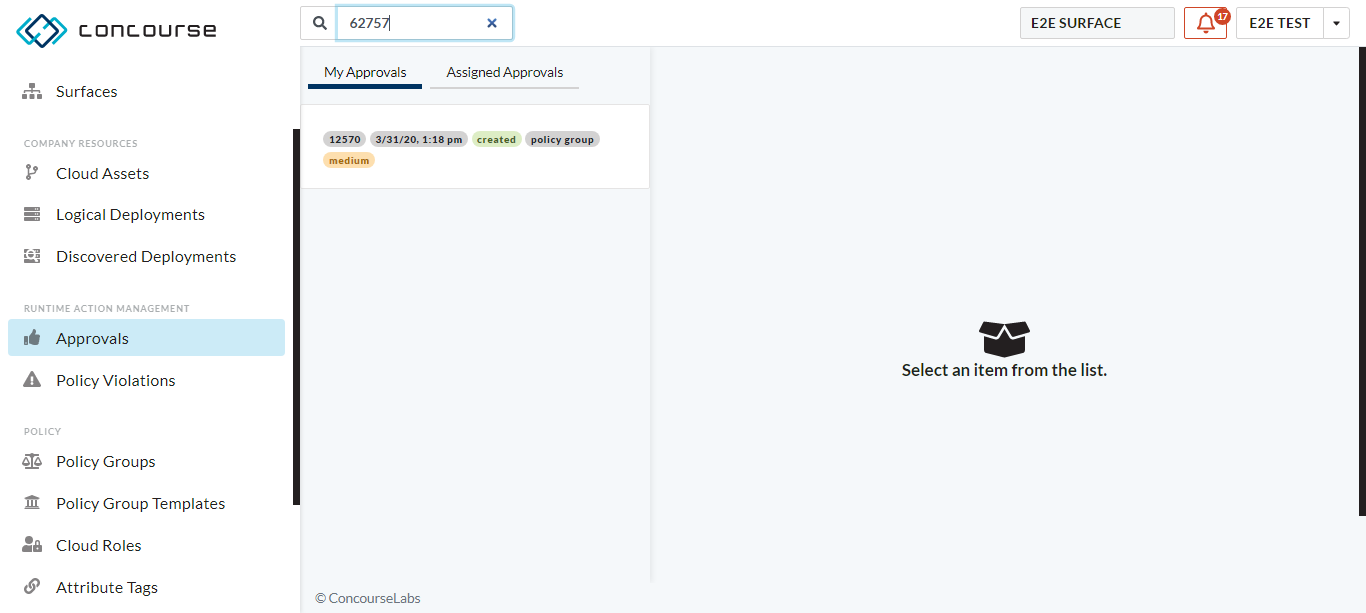 concourse
62757
E2E SURFACE
17
E2E TEST
Surfaces
COMPANY RESOURCES
Cloud Assets
Logical Deployments
Discovered Deployments
RUNTIME ACTION MANAGEMENT
Approvals
Policy Violations
POLICY
Policy Groups
Policy Group Templates
Cloud Roles
Attribute Tags
My Approvals
Assigned Approvals
12570 3/31/20, 1:18 pm created policy group
medium
Select an item from the list.
© ConcourseLabs